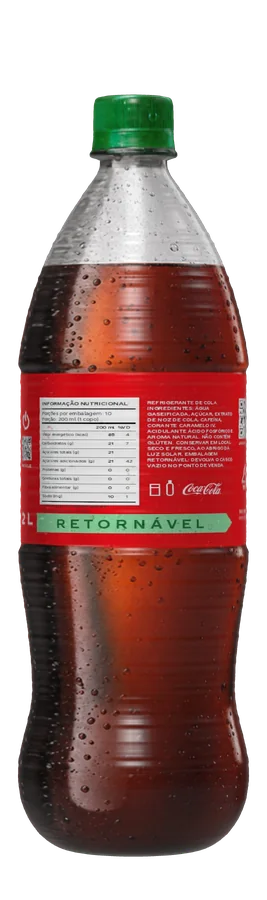 INFORMAÇÃO NUTRICIONAL
Porções por embalagem: 10
Porção: 200 ml (1 copo)
200 ml %VD
Valor energético (kcal) 85 4
Carboidratos (g) 21 7
Açúcares totais (g) 21
Açúcares adicionados (g) 21 42
Proteínas (g) 0 0
Gorduras totais (g) 0 0
Fibra alimentar (g) 0 0
Sódio (mg) 10 1
REFRIGERANTE DE COLA
INGREDIENTES: ÁGUA
GASEIFICADA, AÇÚCAR, EXTRATO
DE NOZ DE COLA, CAFEÍNA,
CORANTE CARAMELO IV,
ACIDULANTE ÁCIDO FOSFÓRICO E
AROMA NATURAL. NÃO CONTÉM
GLÚTEN. CONSERVAR EM LOCAL
SECO E FRESCO, AO ABRIGO DA
LUZ SOLAR. EMBALAGEM
RETORNÁVEL: DEVOLVA O CASCO
VAZIO NO PONTO DE VENDA.
Coca-Cola
2 L
RETORNÁVEL